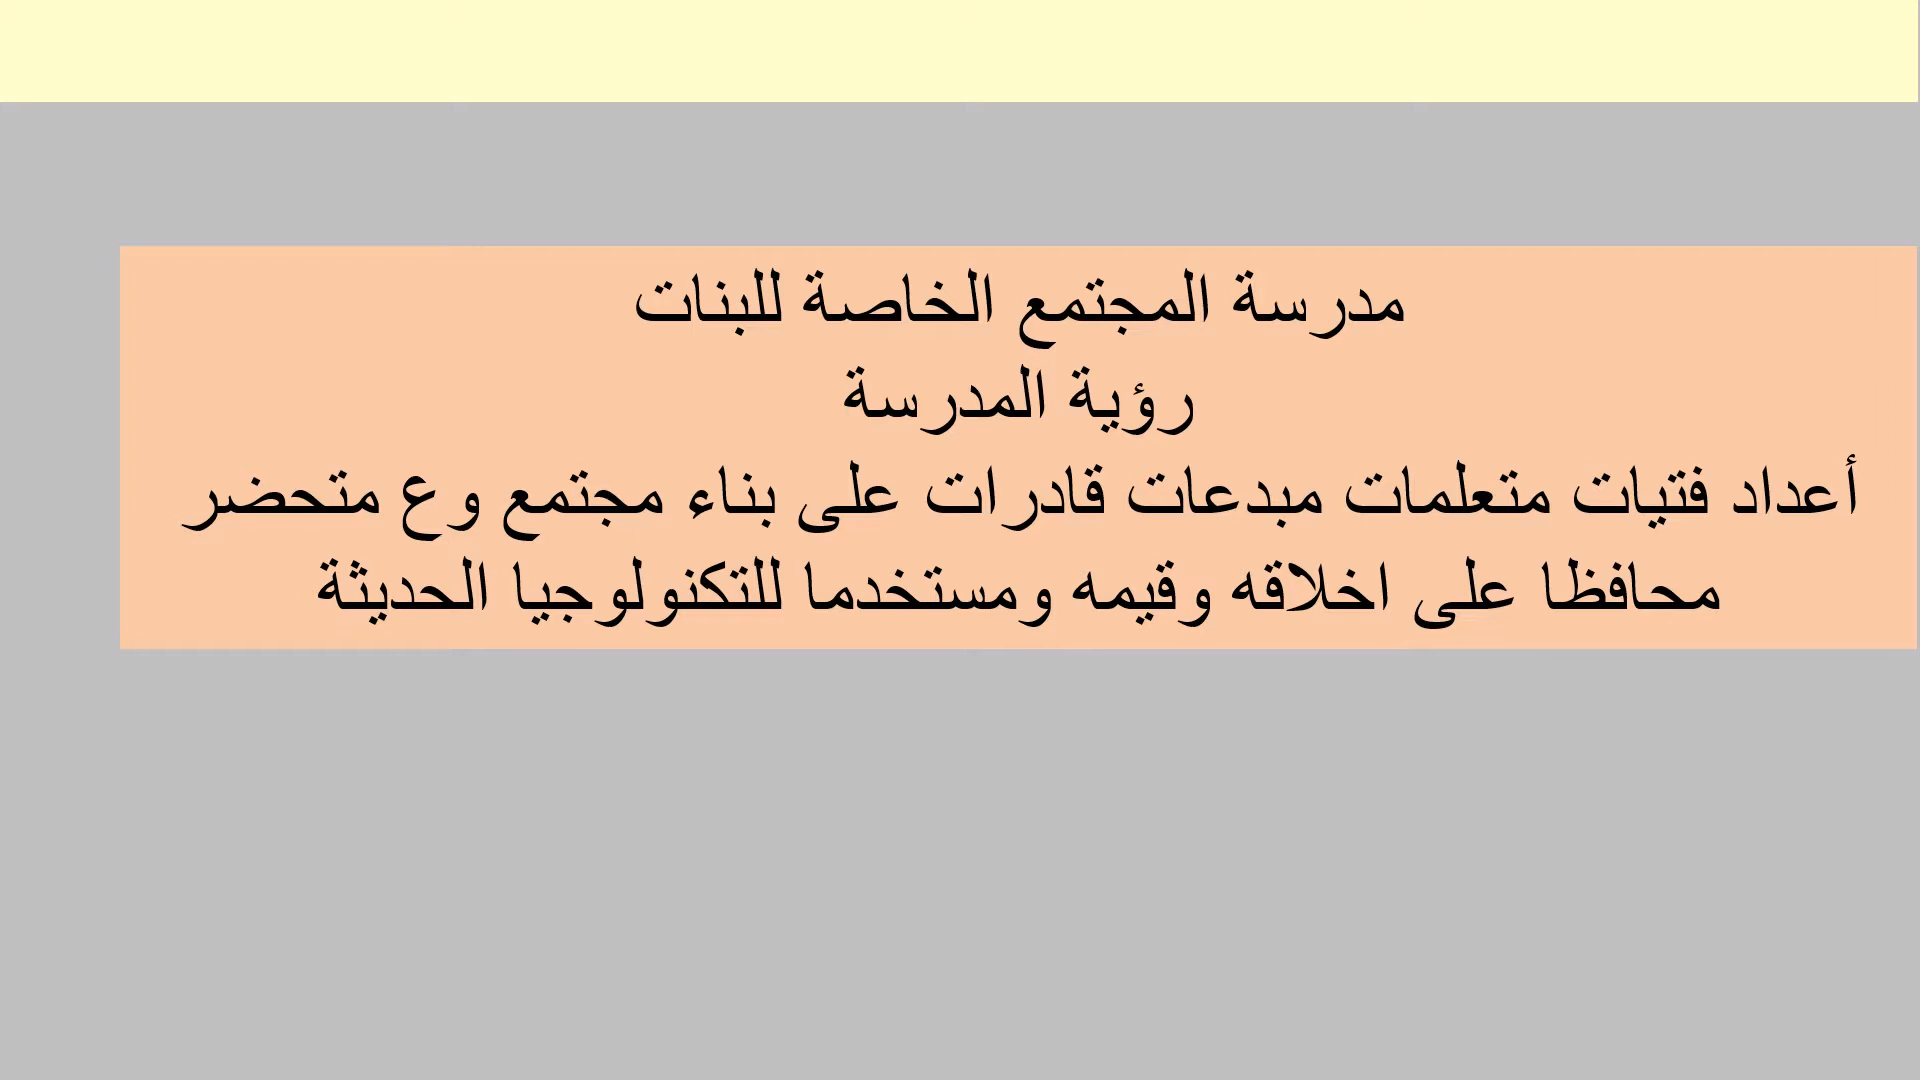 مدرسة المجتمع الخاصة للبنات
رؤية المدرسة
أعداد فتيات متعلمات مبدعات قادرات على بناء مجتمع وع متحضر
محافظا على اخلاقه وقيمه ومستخدما للتكنولوجيا الحديثة